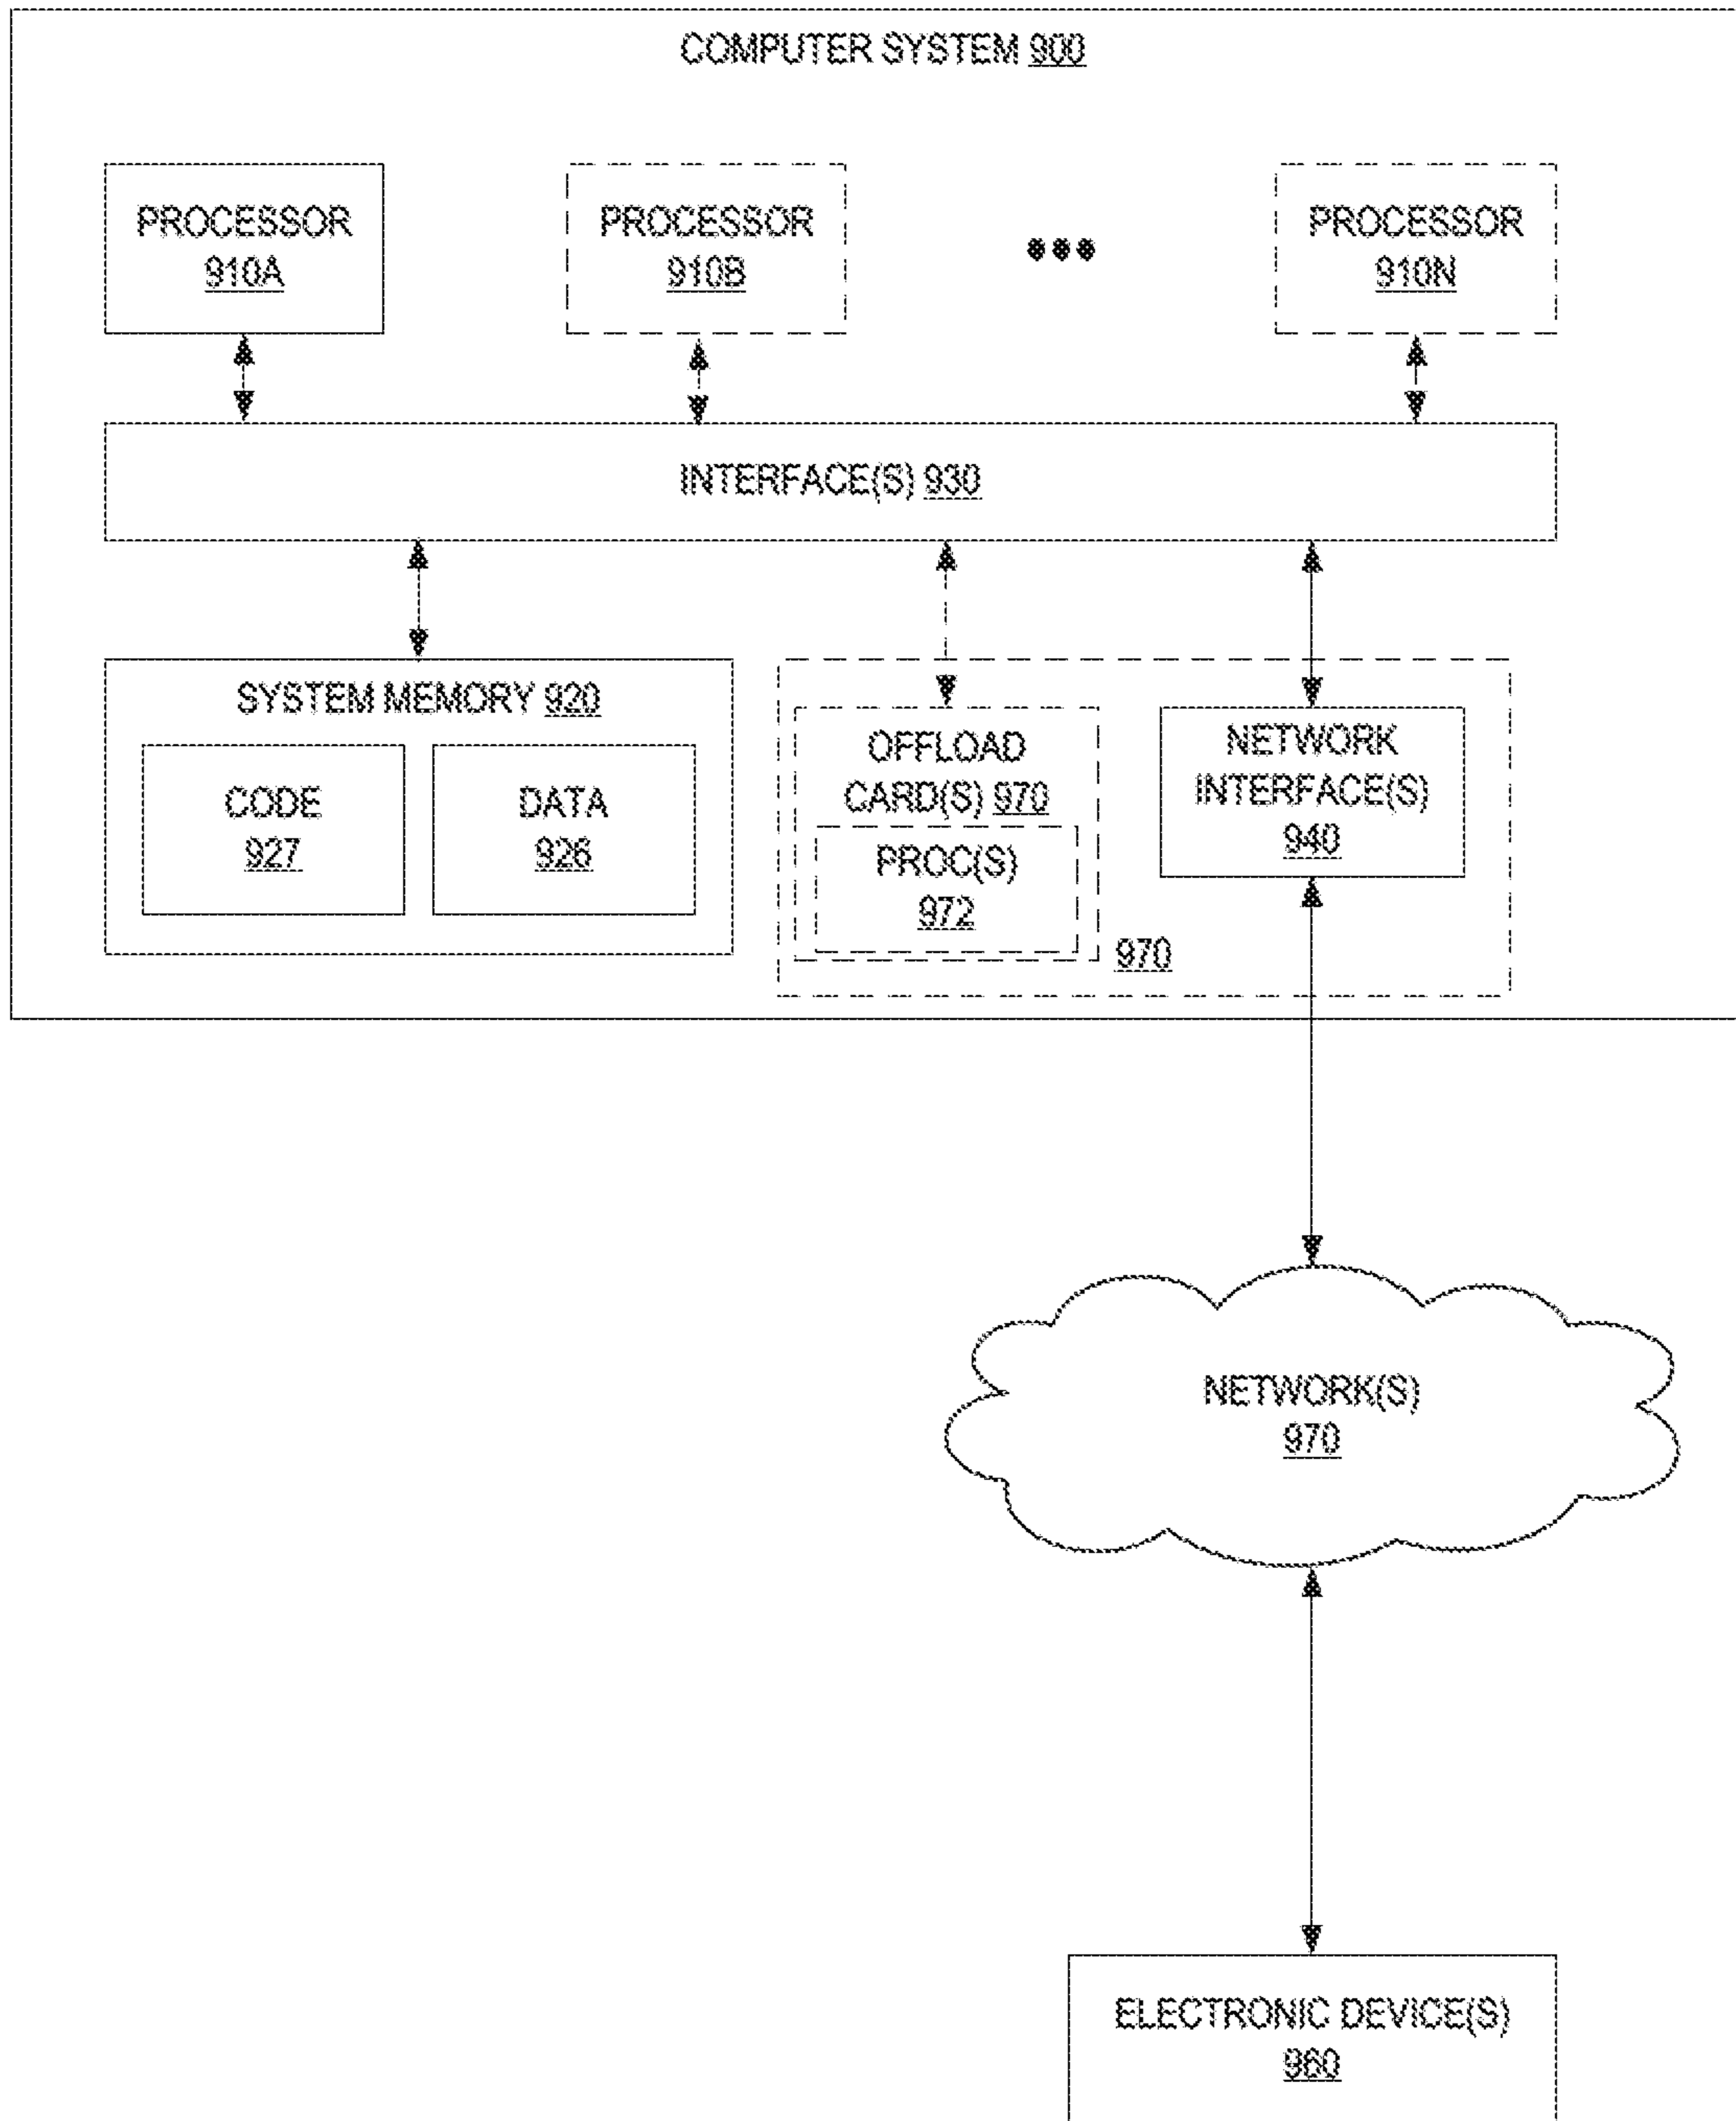 COMPUTER SYSTEM 900
PROCESSOR
910A
PROCESSOR
910B
PROCESSOR
910N
INTERFACE(S) 930
SYSTEM MEMORY 920
CODE
927
DATA
926
OFFLOAD
CARD(S) 970
PROC(S)
972
NETWORK
INTERFACE(S)
940
970
NETWORK(S)
970
ELECTRONIC DEVICE(S)
960